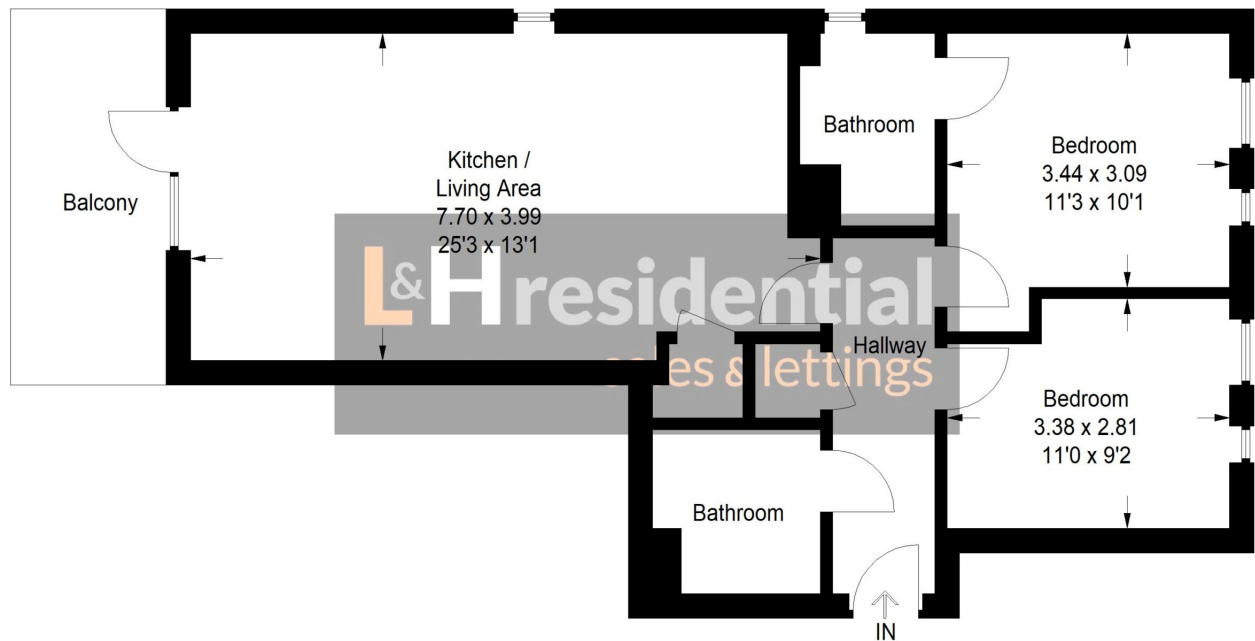 Balcony
Kitchen /
Living Area
7.70 x 3.99
25'3 x 13'1
Bathroom
Bedroom
3.44 x 3.09
11'3 x 10'1
L&H residential
sales & lettings
Hallway
Bedroom
3.38 x 2.81
11'0 x 9'2
Bathroom
IN